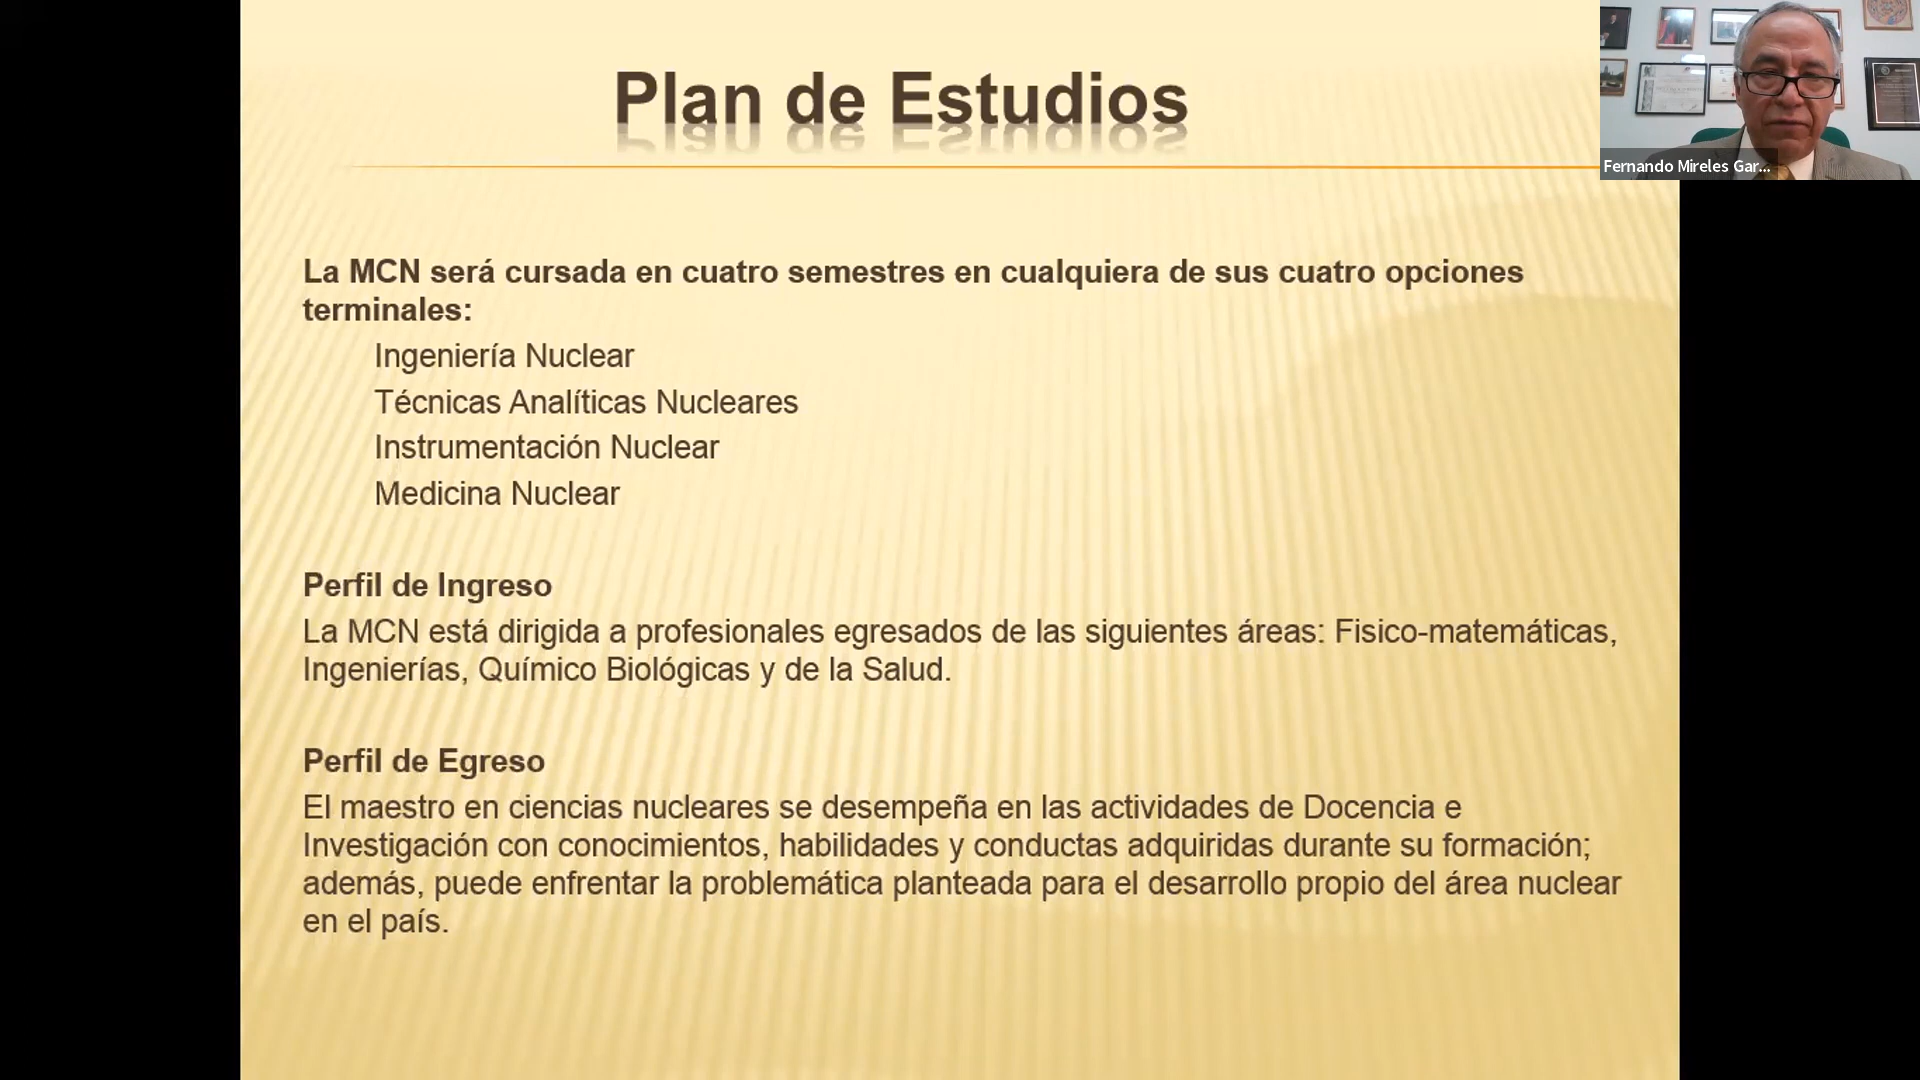 Plan de Estudios
Fernando Mireles Gar...
La MCN será cursada en cuatro semestres en cualquiera de sus cuatro opciones
terminales:
Ingeniería Nuclear
Técnicas Analíticas Nucleares
Instrumentación Nuclear
Medicina Nuclear
Perfil de Ingreso
La MCN está dirigida a profesionales egresados de las siguientes áreas: Fisico-matemáticas,
Ingenierías, Químico Biológicas y de la Salud.
Perfil de Egreso
El maestro en ciencias nucleares se desempeña en las actividades de Docencia e
Investigación con conocimientos, habilidades y conductas adquiridas durante su formación;
además, puede enfrentar la problemática planteada para el desarrollo propio del área nuclear
en el país.